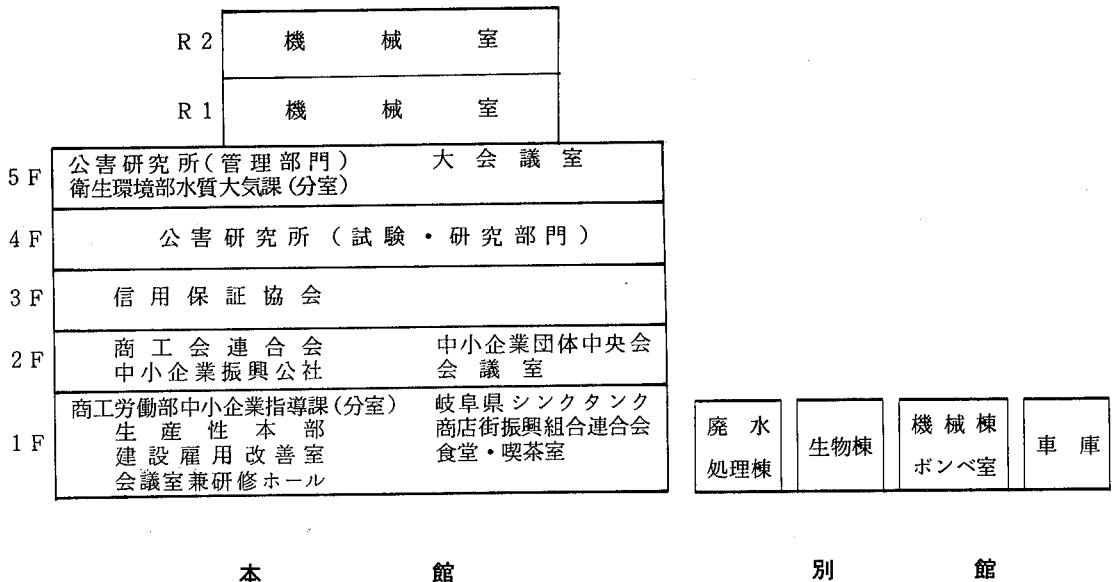 R2 機械室
R1 機械室
5F 公害研究所(管理部門) 大会議室
衛生環境部水質大気課(分室)
4F 公害研究所(試験・研究部門)
3F 信用保証協会
2F 商工会連合会 中小企業団体中央会
中小企業振興公社 会議室
1F 商工労働部中小企業指導課(分室) 岐阜県シンクタンク
生産性本部 商店街振興組合連合会
建設雇用改善室 食堂・喫茶室
会議室兼研修ホール
廃水処理棟
生物棟
機械棟
ボンベ室
車庫
本館 別館